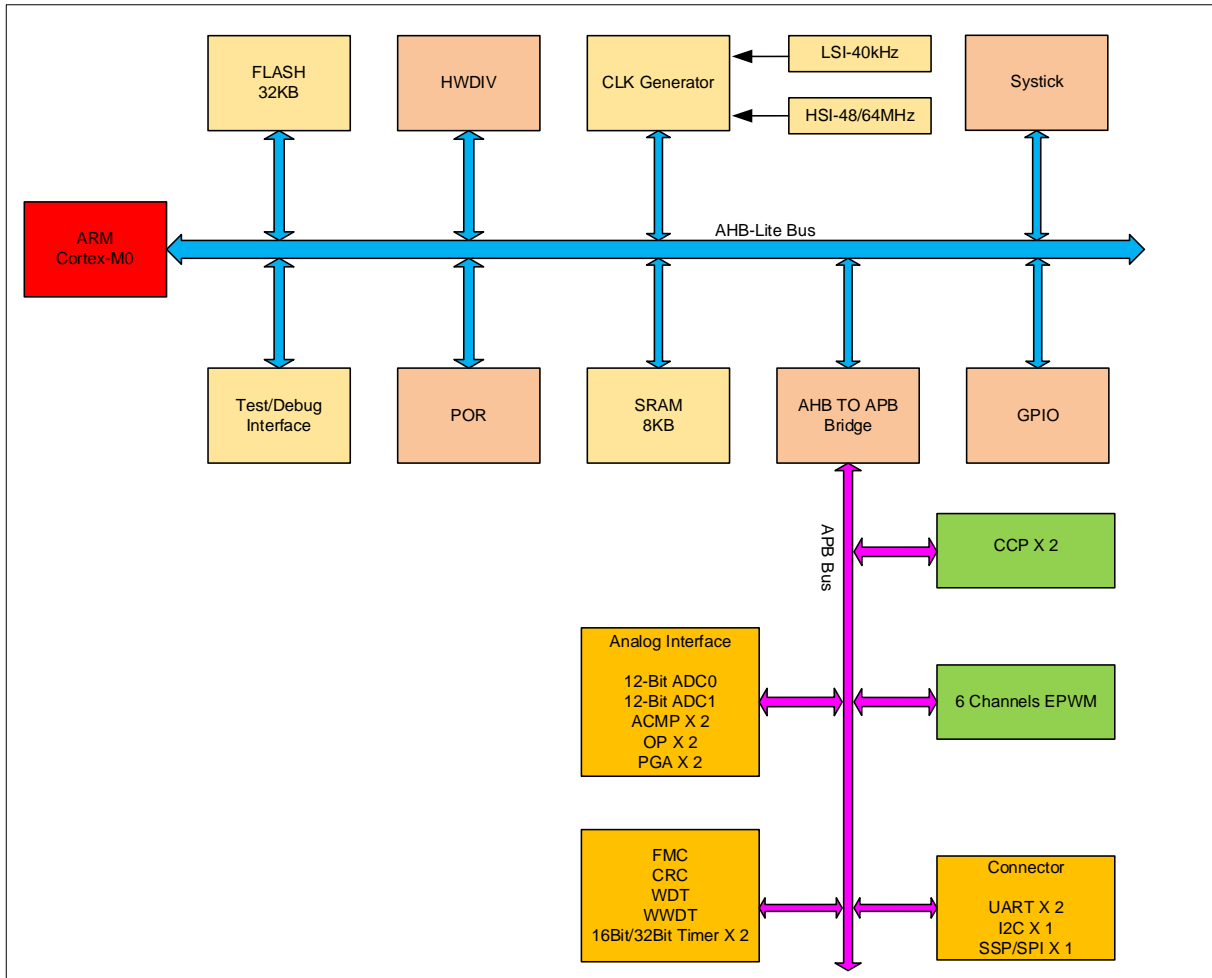 FLASH
32KB
HWDIV
CLK Generator
LSI-40kHz
HSI-48/64MHz
Systick
ARM
Cortex-M0
AHB-Lite Bus
Test/Debug
Interface
POR
SRAM
8KB
AHB TO APB
Bridge
GPIO
APB Bus
CCP X 2
Analog Interface
12-Bit ADC0
12-Bit ADC1
ACMP X 2
OP X 2
PGA X 2
6 Channels EPWM
FMC
CRC
WDT
WWDT
16Bit/32Bit Timer X 2
Connector
UART X 2
I2C X 1
SSP/SPI X 1